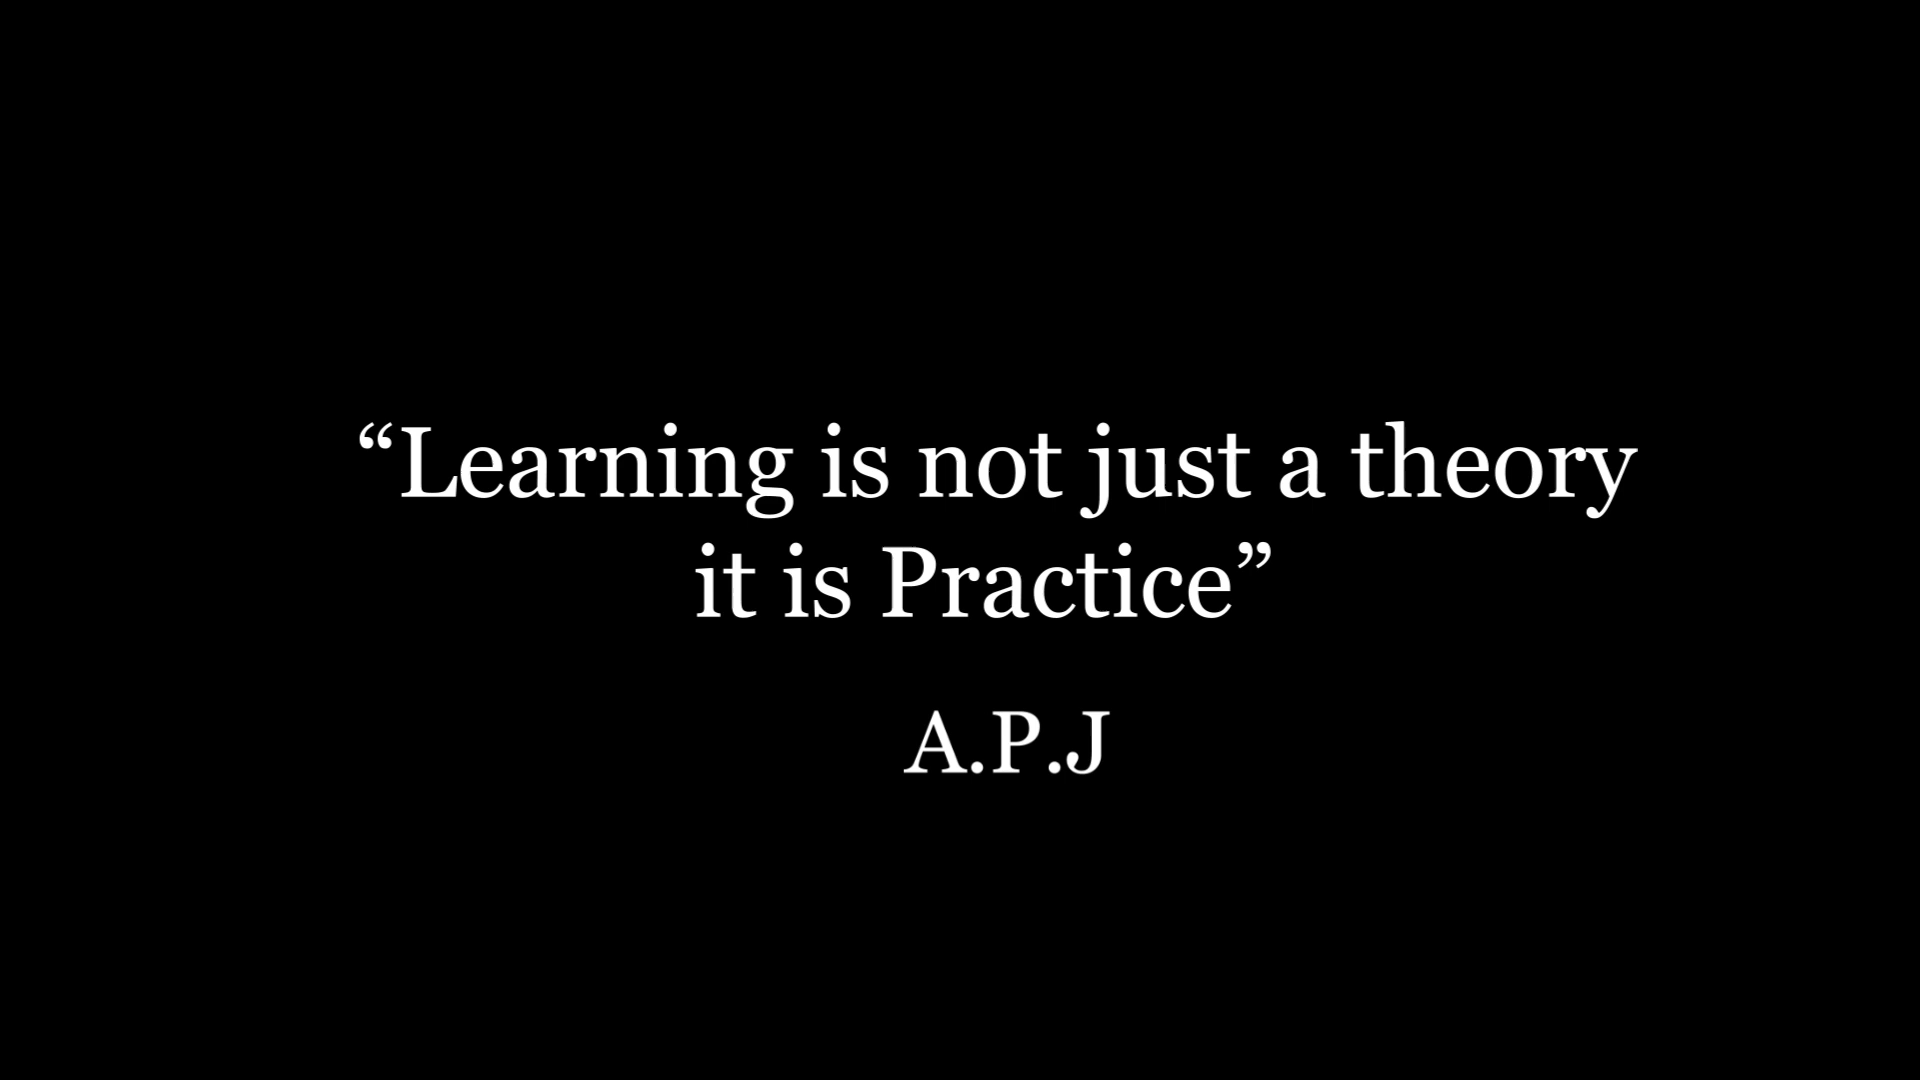 “Learning is not just a theory
it is Practice”
A.P.J